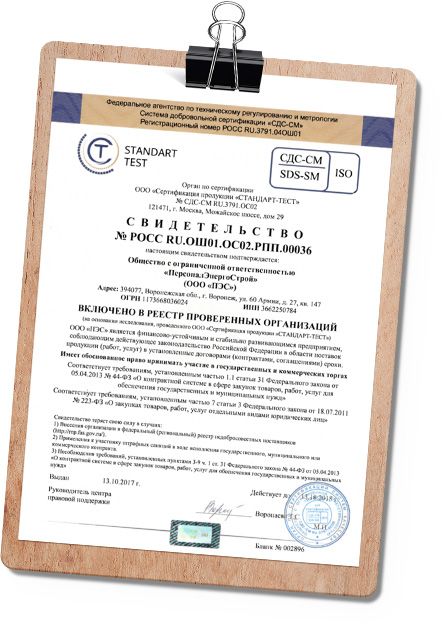 Федеральное агентство по техническому регулированию и метрологии
Система добровольной сертификации «СДС-СМ»
Регистрационный номер РОСС RU.3791.04ОШ01
STANDART
TEST
СДС-СМ
SDS-SM
ISO
Орган по сертификации
ООО «Сертификация продукции «СТАНДАРТ-ТЕСТ»
№ СДС-СМ RU.3791.ОС02
121471, г. Москва, Можайское шоссе, дом 29
СВИДЕТЕЛЬСТВО
№ РОСС RU.ОШ01.ОС02.РПП.00036
настоящим свидетельством подтверждается:
Общество с ограниченной ответственностью
«ПерсоналЭнергоСтрой»
(ООО «ПЭС»)
Адрес: 394077, Воронежская обл., г. Воронеж, ул. 60 Армии, д. 27, кв. 147
ОГРН 1173668036024 ИНН 3662250784
ВКЛЮЧЕНО В РЕЕСТР ПРОВЕРЕННЫХ ОРГАНИЗАЦИЙ
(на основании исследования, проведенного ООО «Сертификация продукции «СТАНДАРТ-ТЕСТ»)
ООО «ПЭС» является финансово-устойчивым и стабильно развивающимся предприятием,
соблюдающим действующее законодательство Российской Федерации в области поставок
продукции (работ, услуг) в установленные договорами (контрактами, соглашениями) сроки.
Имеет обоснованное право принимать участие в государственных и коммерческих торгах
Соответствует требованиям, установленным частью 1.1 статьи 31 Федерального закона от
05.04.2013 № 44-ФЗ «О контрактной системе в сфере закупок товаров, работ, услуг для
обеспечения государственных и муниципальных нужд»
Соответствует требованиям, установленным частью 7 статьи 3 Федерального закона от 18.07.2011
№ 223-ФЗ «О закупках товаров, работ, услуг отдельными видами юридических лиц»
Свидетельство теряет свою силу в случаях:
1) Внесения организации в федеральный (региональный) реестр недобросовестных поставщиков
(http://rnp.fas.gov.ru/).
2) Применения к участнику штрафных санкций в ходе исполнения государственного, муниципального или
коммерческого контракта.
3) Несоблюдения требований, установленных пунктами 3-9 ч. 1 ст. 31 Федерального закона № 44-ФЗ от 05.04.2013
«О контрактной системе в сфере закупок товаров, работ, услуг для обеспечения государственных и муниципальных
нужд»
Выдано 13.10.2017 г. Действует до
Руководитель центра
правовой поддержки
М.П.
Бланк № 002896